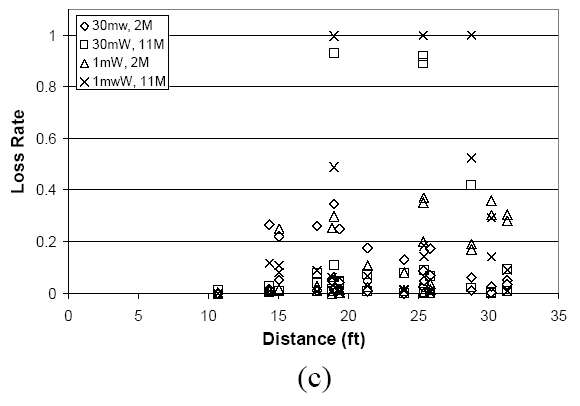 30mw, 2M
30mW, 11M
1mW, 2M
1mwW, 11M
Loss Rate
1
0.8
0.6
0.4
0.2
0
0 5 10 15 20 25 30 35
Distance (ft)
(c)